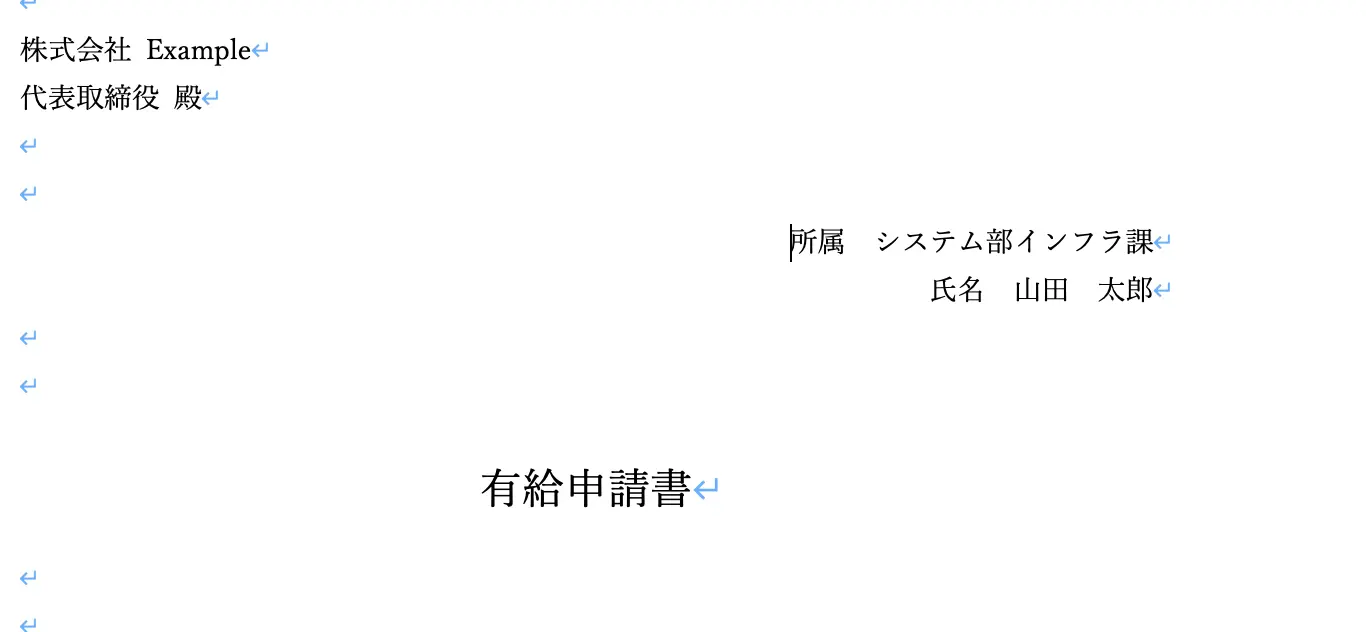 株式会社 Example
代表取締役 殿
所属　システム部インフラ課
氏名　山田　太郎
有給申請書